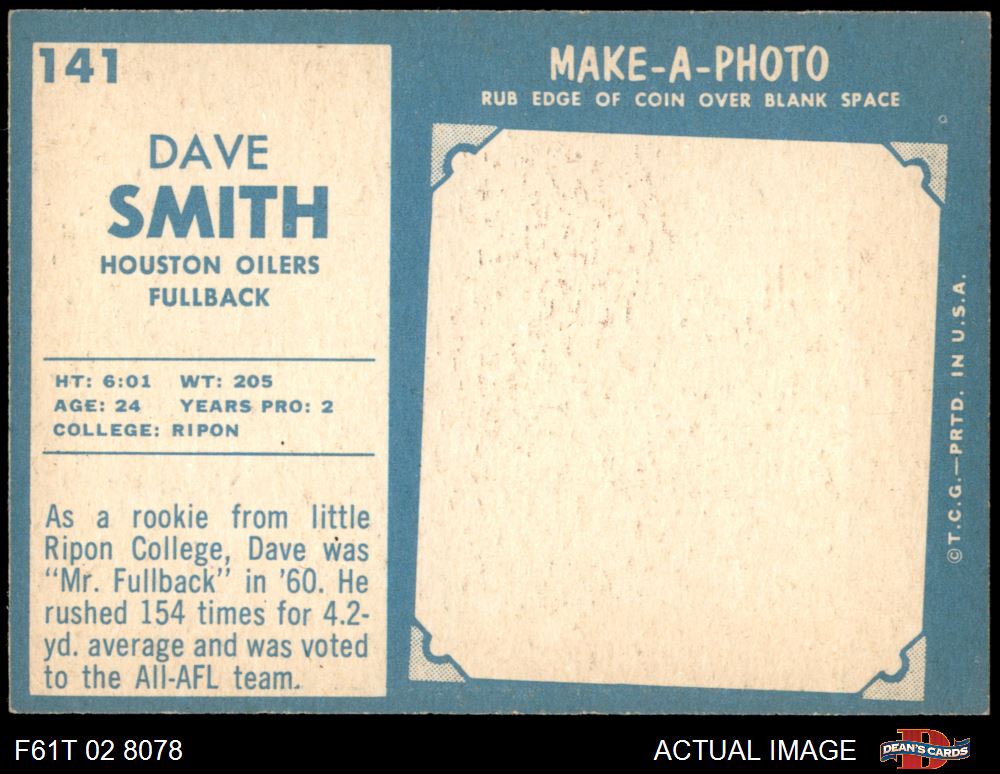 141
DAVE
SMITH
HOUSTON OILERS
FULLBACK
HT: 6:01 WT: 205
AGE: 24 YEARS PRO: 2
COLLEGE: RIPON
As a rookie from little
Ripon College, Dave was
"Mr. Fullback" in '60. He
rushed 154 times for 4.2-
yd. average and was voted
to the All-AFL team.
MAKE-A-PHOTO
RUB EDGE OF COIN OVER BLANK SPACE
©T.C.G.—PRTD. IN U.S.A.
F61T 02 8078
ACTUAL IMAGE
DEAN'S CARDS